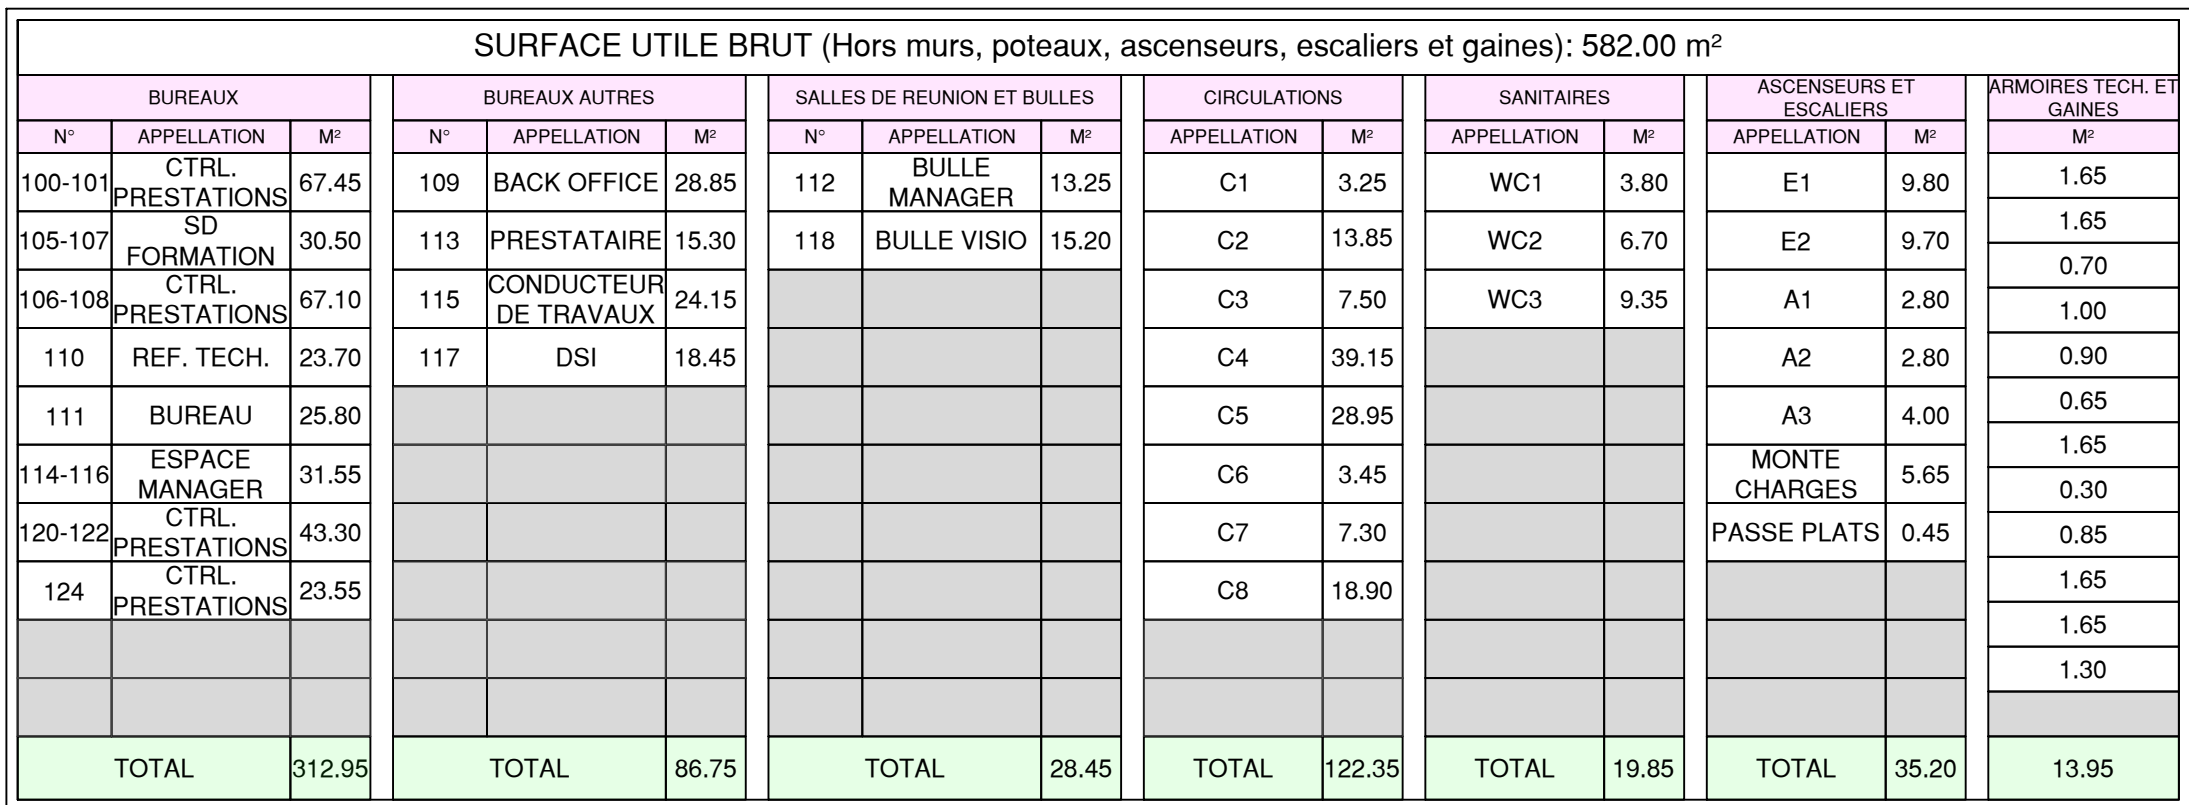 SURFACE UTILE BRUT (Hors murs, poteaux, ascenseurs, escaliers et gaines): 582.00 m²
BUREAUX
N° APPELLATION M²
100-101 CTRL. PRESTATIONS 67.45
105-107 SD FORMATION 30.50
106-108 CTRL. PRESTATIONS 67.10
110 REF. TECH. 23.70
111 BUREAU 25.80
114-116 ESPACE MANAGER 31.55
120-122 CTRL. PRESTATIONS 43.30
124 CTRL. PRESTATIONS 23.55
TOTAL 312.95
BUREAUX AUTRES
N° APPELLATION M²
109 BACK OFFICE 28.85
113 PRESTATAIRE 15.30
115 CONDUCTEUR DE TRAVAUX 24.15
117 DSI 18.45
TOTAL 86.75
SALLES DE REUNION ET BULLES
N° APPELLATION M²
112 BULLE MANAGER 13.25
118 BULLE VISIO 15.20
TOTAL 28.45
CIRCULATIONS
APPELLATION M²
C1 3.25
C2 13.85
C3 7.50
C4 39.15
C5 28.95
C6 3.45
C7 7.30
C8 18.90
TOTAL 122.35
SANITAIRES
APPELLATION M²
WC1 3.80
WC2 6.70
WC3 9.35
TOTAL 19.85
ASCENSEURS ET
ESCALIERS
APPELLATION M²
E1 9.80
E2 9.70
A1 2.80
A2 2.80
A3 4.00
MONTE CHARGES 5.65
PASSE PLATS 0.45
TOTAL 35.20
ARMOIRES TECH. ET
GAINES
M²
1.65
1.65
0.70
1.00
0.90
0.65
1.65
0.30
0.85
1.65
1.65
1.30
13.95